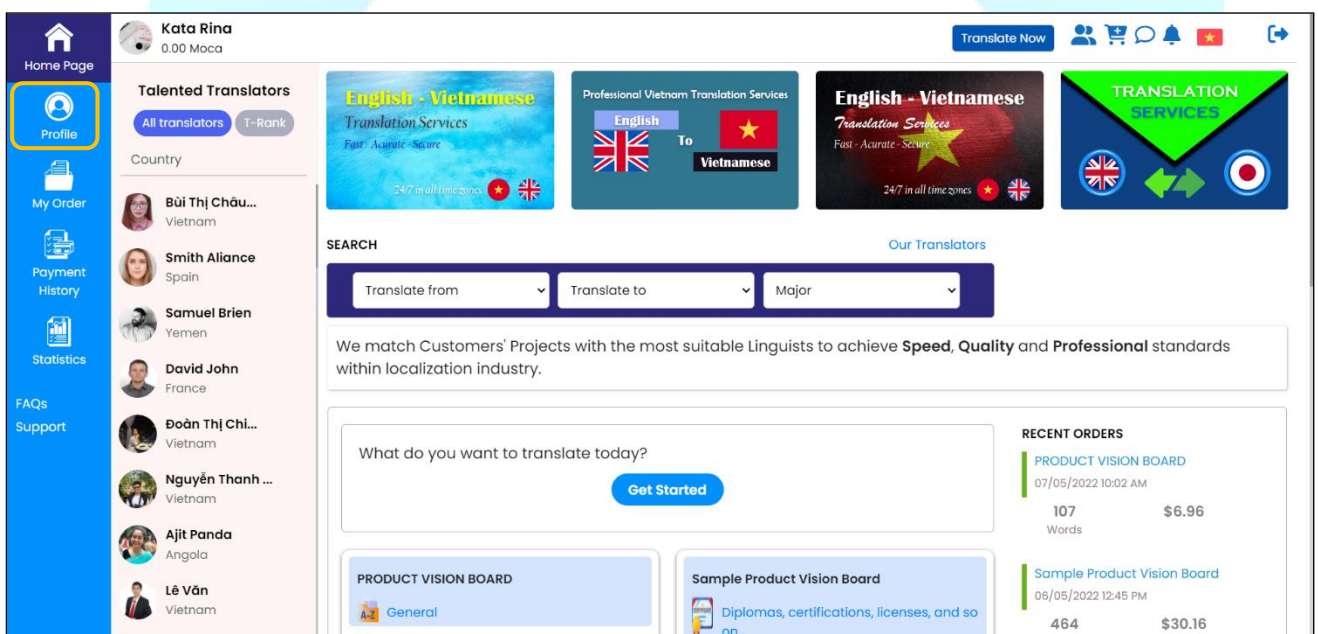 Home Page
Profile
My Order
Payment
History
Statistics
FAQs
Support
Kata Rina
0.00 Moca
Translate Now
Talented Translators
All translators
T-Rank
Country
Bùi Thị Châu...
Vietnam
Smith Aliance
Spain
Samuel Brien
Yemen
David John
France
Đoàn Thị Chi...
Vietnam
Nguyễn Thanh ...
Vietnam
Ajit Panda
Angola
Lê Văn
Vietnam
English - Vietnamese
Translation Services
Fast - Acurate - Secure
24/7 in all time zones
Professional Vietnam Translation Services
English
To
Vietnamese
English - Vietnamese
Translation Services
Fast - Acurate - Secure
24/7 in all time zones
TRANSLATION
SERVICES
SEARCH
Our Translators
Translate from
Translate to
Major
We match Customers' Projects with the most suitable Linguists to achieve Speed, Quality and Professional standards
within localization industry.
What do you want to translate today?
Get Started
PRODUCT VISION BOARD
General
Sample Product Vision Board
Diplomas, certifications, licenses, and so
on
RECENT ORDERS
PRODUCT VISION BOARD
07/05/2022 10:02 AM
107 $6.96
Words
Sample Product Vision Board
06/05/2022 12:45 PM
464 $30.16